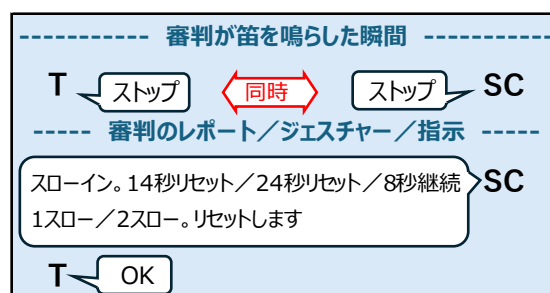 ----------- 審判が笛を鳴らした瞬間 -----------
T ストップ 同時 ストップ SC
----- 審判のレポート／ジェスチャー／指示 -----
スローイン。14秒リセット／24秒リセット／8秒継続 SC
1スロー／2スロー。リセットします
T OK